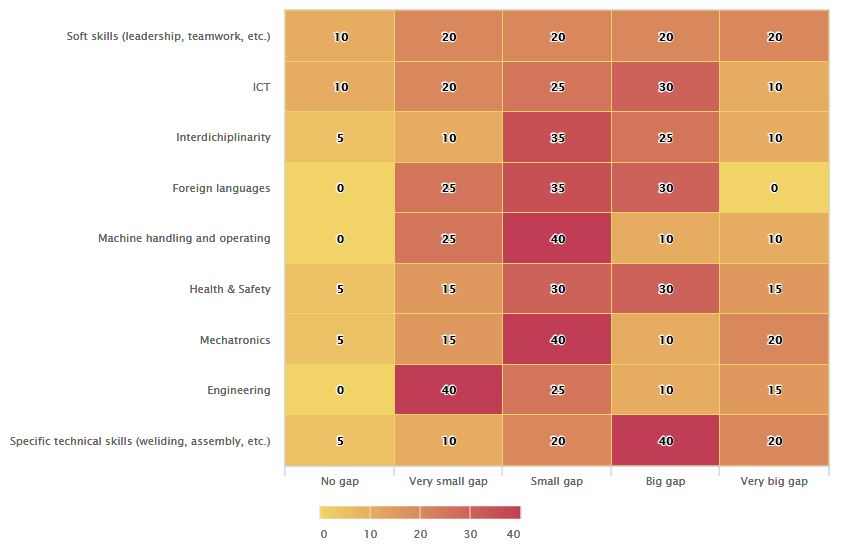 Soft skills (leadership, teamwork, etc.) 10 20 20 20 20
ICT 10 20 25 30 10
Interdichiplinarity 5 10 35 25 10
Foreign languages 0 25 35 30 0
Machine handling and operating 0 25 40 10 10
Health & Safety 5 15 30 30 15
Mechatronics 5 15 40 10 20
Engineering 0 40 25 10 15
Specific technical skills (weliding, assembly, etc.) 5 10 20 40 20
No gap Very small gap Small gap Big gap Very big gap
0 10 20 30 40